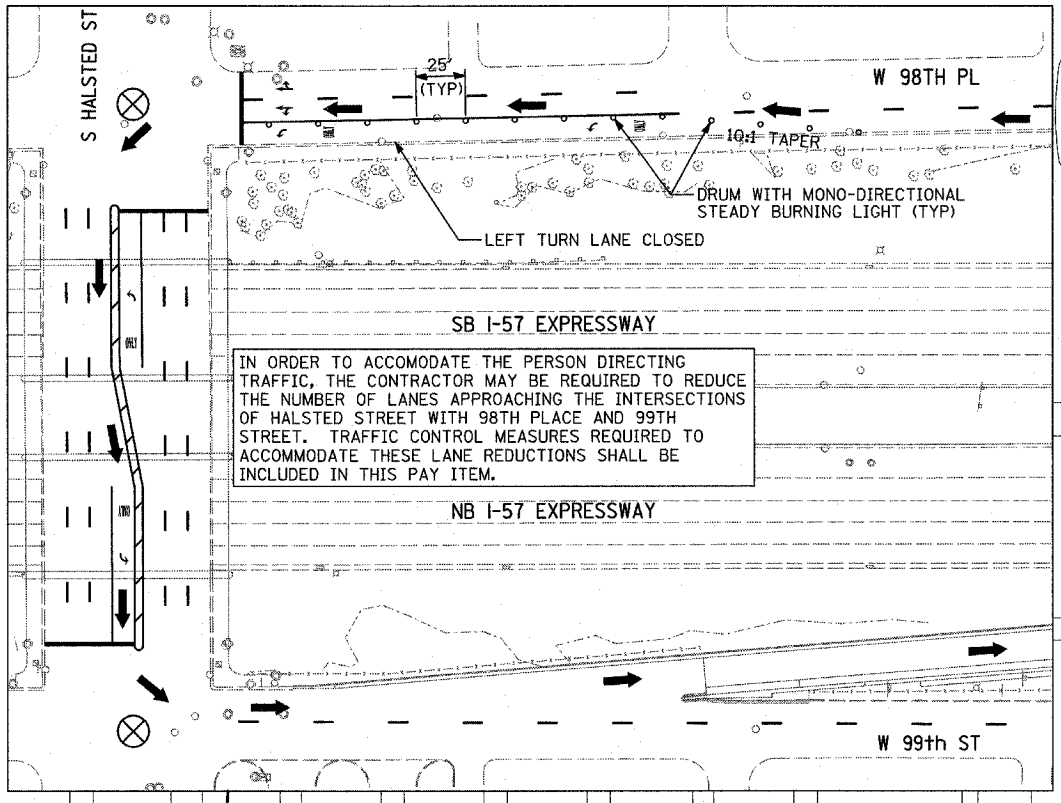 S HALSTED ST
25'
(TYP)
W 98TH PL
10:1 TAPER
DRUM WITH MONO-DIRECTIONAL
STEADY BURNING LIGHT (TYP)
LEFT TURN LANE CLOSED
ONLY
SB I-57 EXPRESSWAY
IN ORDER TO ACCOMODATE THE PERSON DIRECTING
TRAFFIC, THE CONTRACTOR MAY BE REQUIRED TO REDUCE
THE NUMBER OF LANES APPROACHING THE INTERSECTIONS
OF HALSTED STREET WITH 98TH PLACE AND 99TH
STREET. TRAFFIC CONTROL MEASURES REQUIRED TO
ACCOMMODATE THESE LANE REDUCTIONS SHALL BE
INCLUDED IN THIS PAY ITEM.
ONLY
NB I-57 EXPRESSWAY
W 99th ST